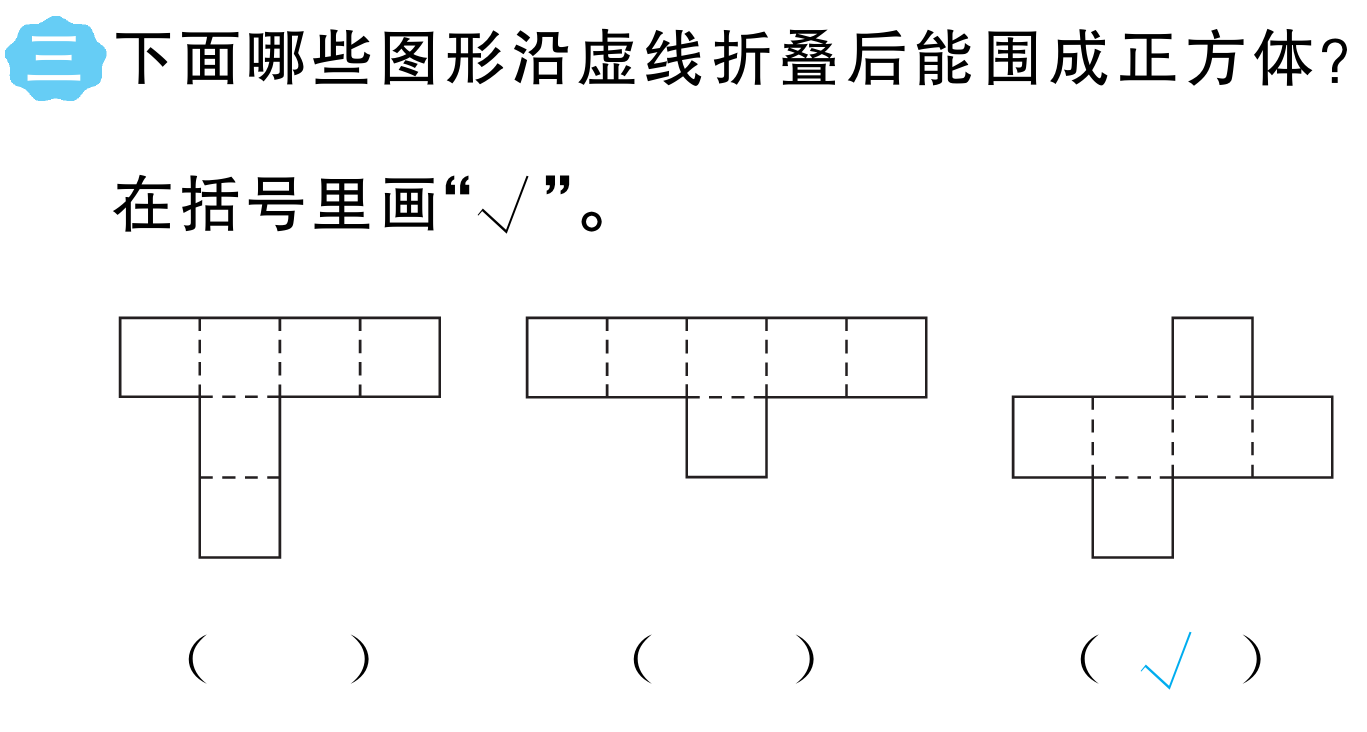 三 下面哪些图形沿虚线折叠后能围成正方体?
在括号里画“√”。
( ) ( ) ( √ )